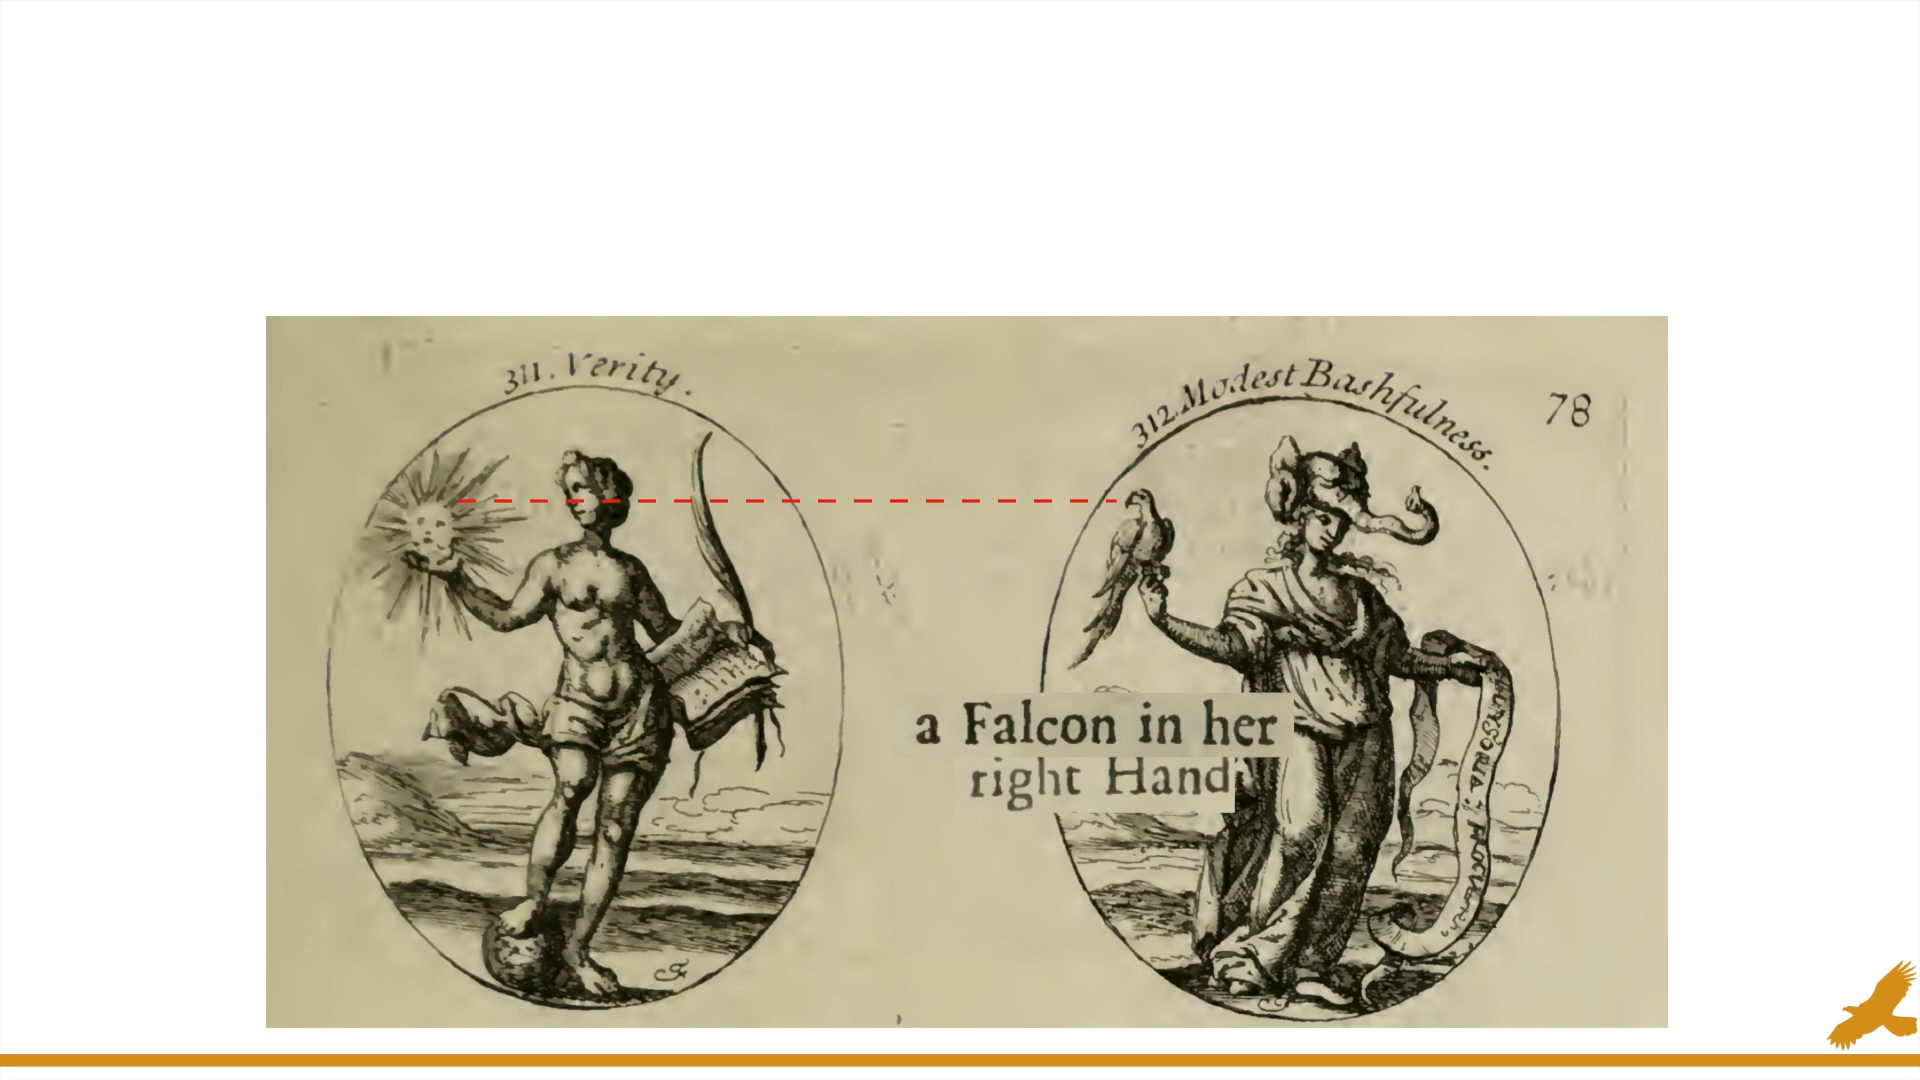 311. Verity.
312. Modest Bashfulness.
78
a Falcon in her
right Hand